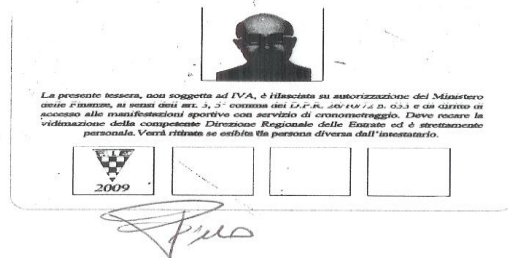 La presente tessera, non soggetta ad IVA, è rilasciata su autorizzazione del Ministero
delle Finanze, ai sensi dell'art. 3, 5° comma del D.P.R. 26/10/72 n. 633 e da diritto di
accesso alle manifestazioni sportivo con servizio di cronometraggio. Deve recare la
vidimazione della competente Direzione Regionale delle Entrate ed è strettamente
personale. Verrà ritirata se esibita da persona diversa dall'intestatario.
2009